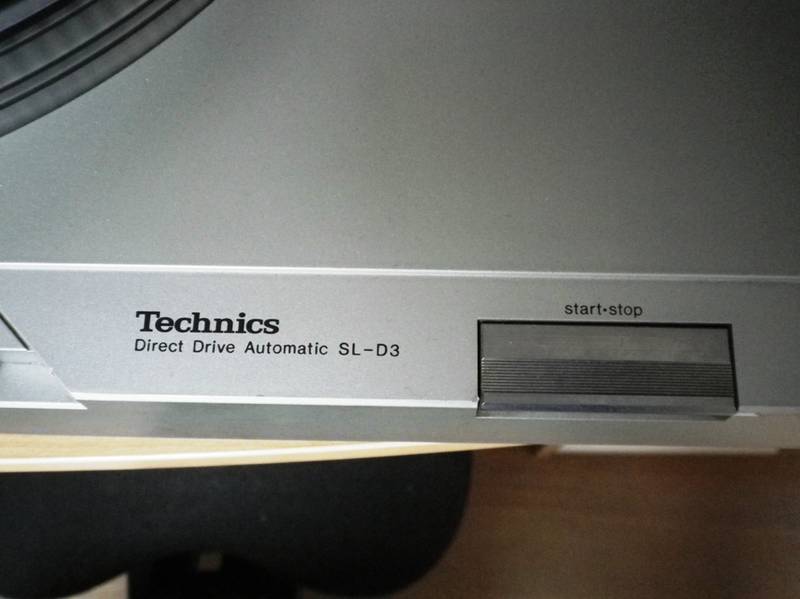 start•stop
Technics
Direct Drive Automatic SL-D3